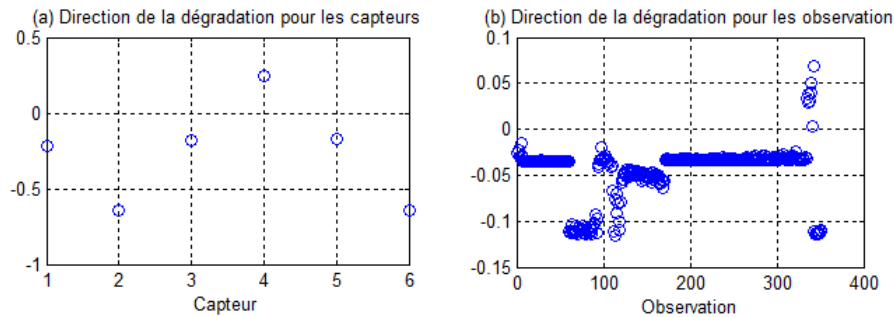 (a) Direction de la dégradation pour les capteurs
0.5
0
-0.5
-1
1 2 3 4 5 6
Capteur
(b) Direction de la dégradation pour les observation
0.1
0.05
0
-0.05
-0.1
-0.15
0 100 200 300 400
Observation